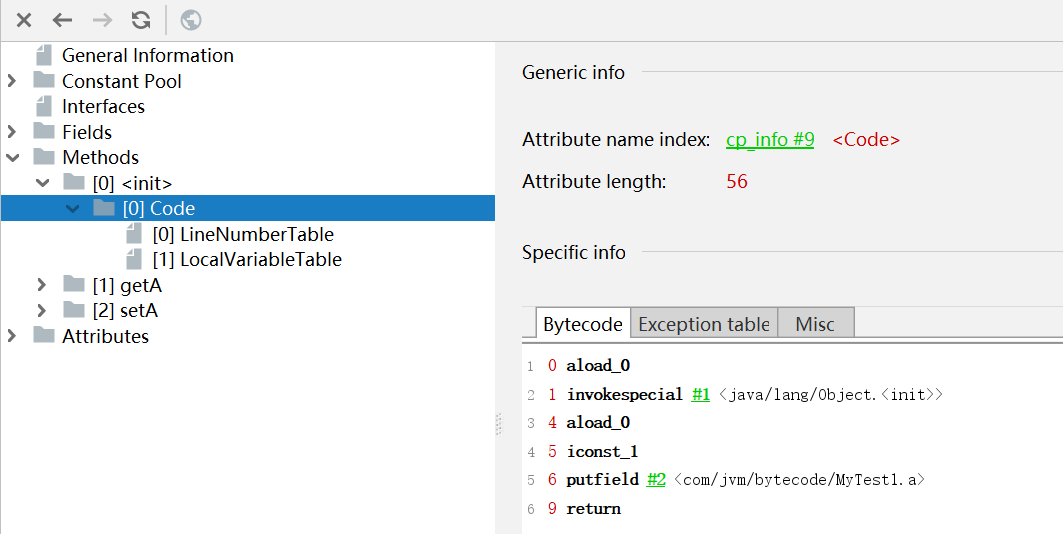 General Information
Constant Pool
Interfaces
Fields
Methods
[0] <init>
[0] Code
[0] LineNumberTable
[1] LocalVariableTable
[1] getA
[2] setA
Attributes
Generic info
Attribute name index: cp_info #9 <Code>
Attribute length: 56
Specific info
Bytecode Exception table Misc
1 0 aload_0
2 1 invokespecial #1 <java/lang/Object.<init>>
3 4 aload_0
4 5 iconst_1
5 6 putfield #2 <com/jvm/bytecode/MyTest1.a>
6 9 return